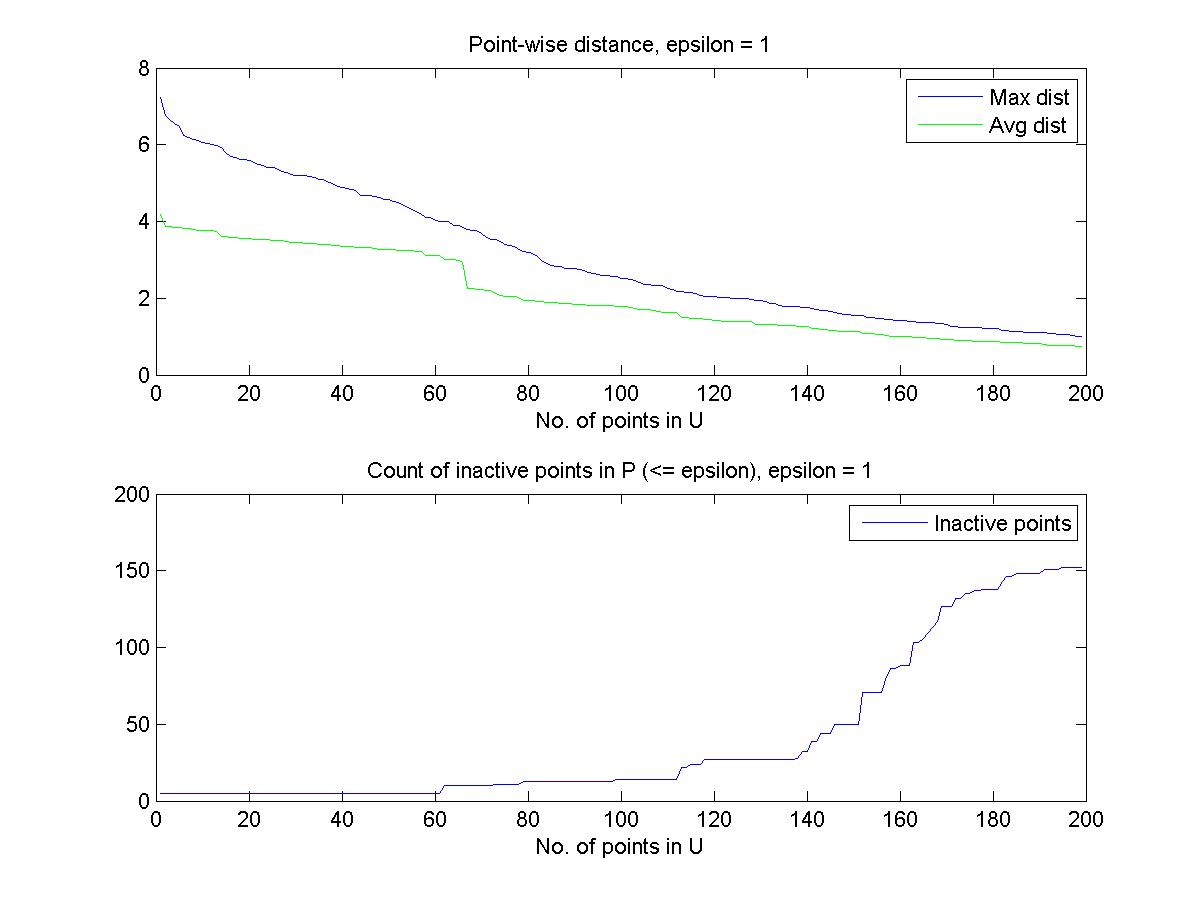 Point-wise distance, epsilon = 1
8
6
4
2
0
Max dist
Avg dist
0 20 40 60 80 100 120 140 160 180 200
No. of points in U
Count of inactive points in P (<= epsilon), epsilon = 1
200
150
100
50
0
Inactive points
0 20 40 60 80 100 120 140 160 180 200
No. of points in U